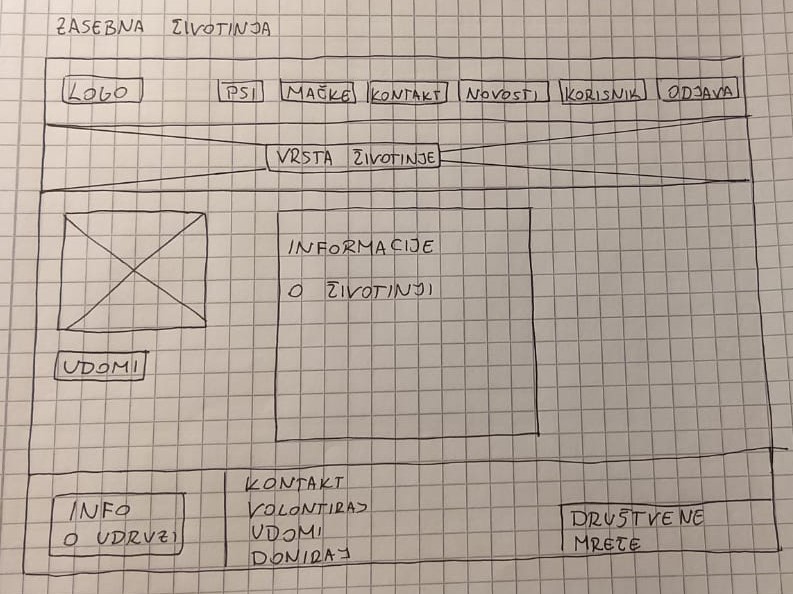 ZASEBNA ŽIVOTINJA
LOGO PSI MAČKE KONTAKT NOVOSTI KORISNIK ODJAVA
VRSTA ŽIVOTINJE
INFORMACIJE
O ŽIVOTINJI
UDOMI
INFO
O UDRUZI
KONTAKT
VOLONTIRAJ
UDOMI
DONIRAJ
DRUŠTVENE
MREŽE